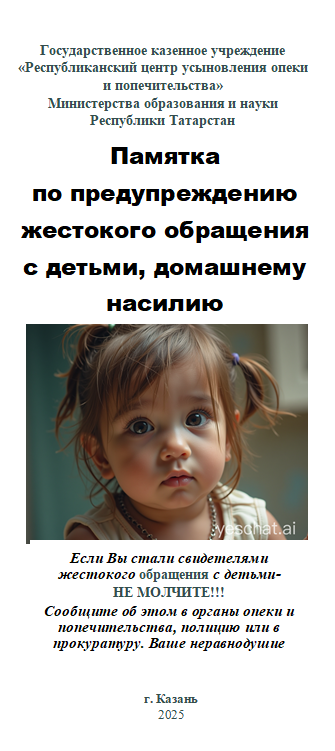 Государственное казенное учреждение
«Республиканский центр усыновления опеки
и попечительства»
Министерства образования и науки
Республики Татарстан
Памятка
по предупреждению
жестокого обращения
с детьми, домашнему
насилию
yeschat.ai
Если Вы стали свидетелями
жестокого обращения с детьми-
НЕ МОЛЧИТЕ!!!
Сообщите об этом в органы опеки и
попечительства, полицию или в
прокуратуру. Ваше неравнодушие
г. Казань
2025